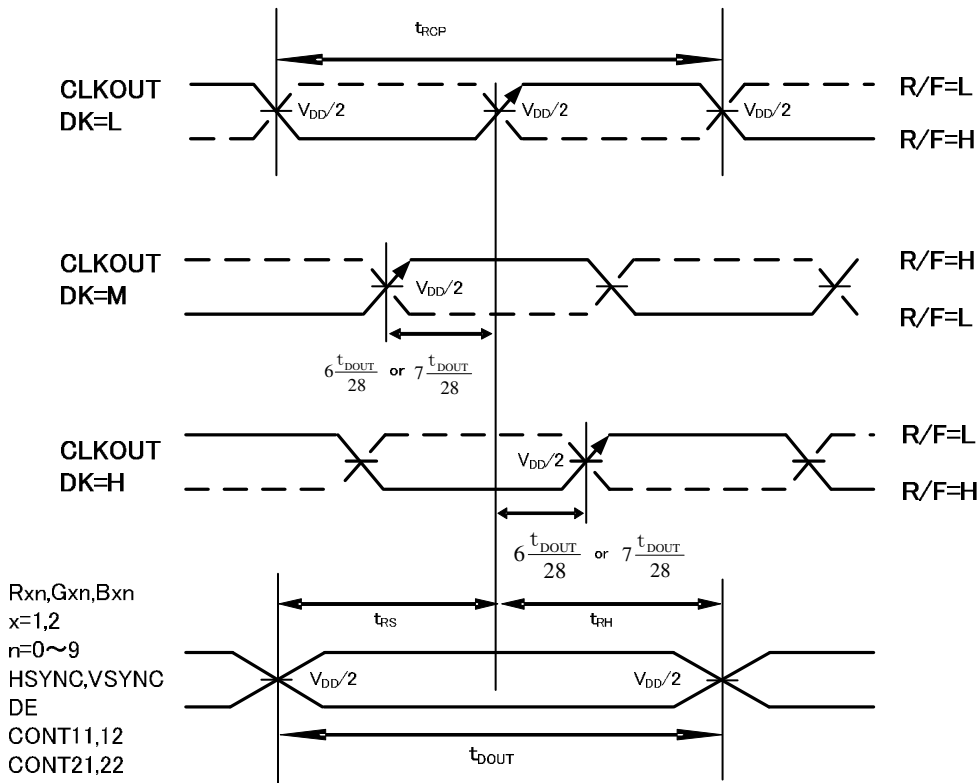 tRCP
CLKOUT
DK=L
VDD/2
VDD/2
VDD/2
R/F=L
R/F=H
CLKOUT
DK=M
VDD/2
R/F=H
R/F=L
6 tDOUT/28 or 7 tDOUT/28
CLKOUT
DK=H
VDD/2
R/F=L
R/F=H
6 tDOUT/28 or 7 tDOUT/28
Rxn,Gxn,Bxn
x=1,2
n=0～9
HSYNC,VSYNC
DE
CONT11,12
CONT21,22
tRS
tRH
VDD/2
VDD/2
tDOUT